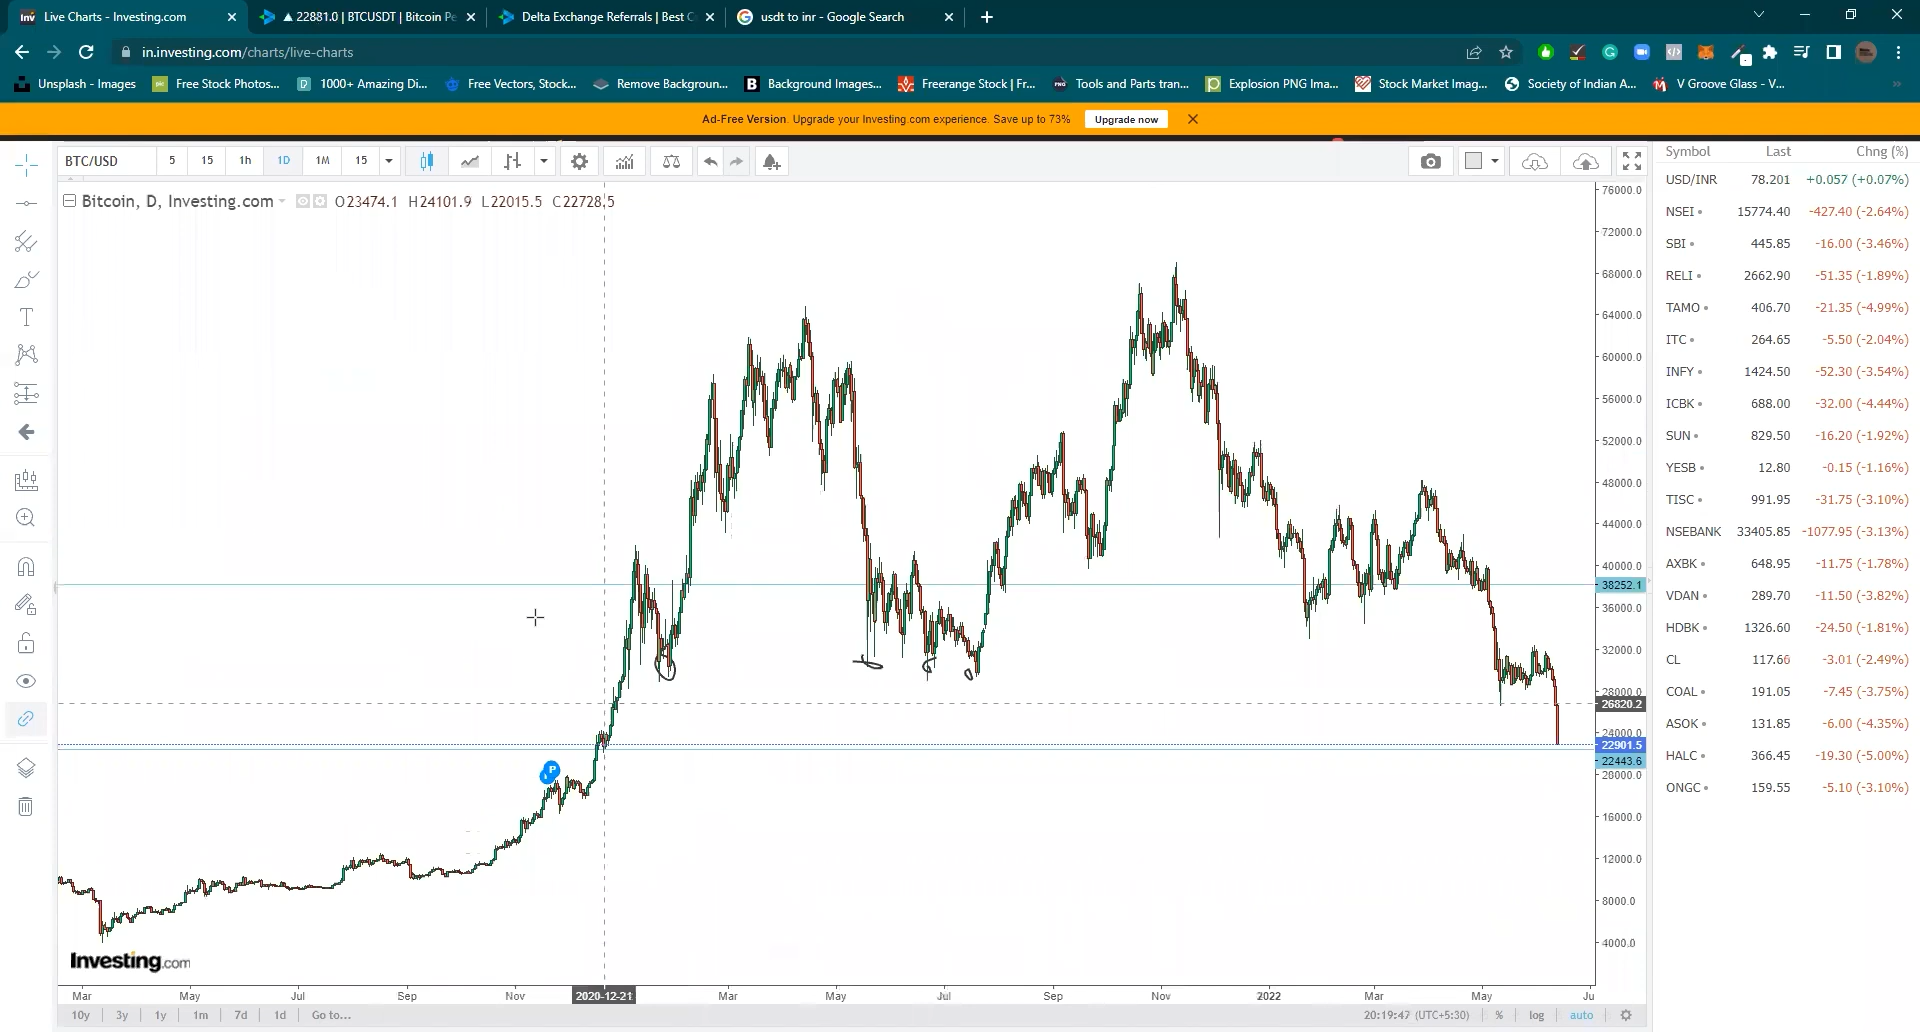 Live Charts - Investing.com
▲ 22881.0 | BTCUSDT | Bitcoin Pe
Delta Exchange Referrals | Best C
usdt to inr - Google Search
in.investing.com/charts/live-charts
Unsplash - Images
Free Stock Photos...
1000+ Amazing Di...
Free Vectors, Stock...
Remove Backgroun...
Background Images...
Freerange Stock | Fr...
Tools and Parts tran...
Explosion PNG Ima...
Stock Market Imag...
Society of Indian A...
V Groove Glass - V...
Ad-Free Version. Upgrade your Investing.com experience. Save up to 73% Upgrade now
BTC/USD 5 15 1h 1D 1M 15
Bitcoin, D, Investing.com O23474.1 H24101.9 L22015.5 C22728.5
76000.0
72000.0
68000.0
64000.0
60000.0
56000.0
52000.0
48000.0
44000.0
40000.0
38252.1
36000.0
32000.0
28000.0
26820.2
24000.0
22901.5
22443.6
20000.0
16000.0
12000.0
8000.0
4000.0
P
Investing.com
Mar May Jul Sep Nov 2020-12-21 Mar May Jul Sep Nov 2022 Mar May Ju
10y 3y 1y 1m 7d 1d Go to... 20:19:47 (UTC+5:30) % log auto
Symbol Last Chng (%)
USD/INR 78.201 +0.057 (+0.07%)
NSEI 15774.40 -427.40 (-2.64%)
SBI 445.85 -16.00 (-3.46%)
RELI 2662.90 -51.35 (-1.89%)
TAMO 406.70 -21.35 (-4.99%)
ITC 264.65 -5.50 (-2.04%)
INFY 1424.50 -52.30 (-3.54%)
ICBK 688.00 -32.00 (-4.44%)
SUN 829.50 -16.20 (-1.92%)
YESB 12.80 -0.15 (-1.16%)
TISC 991.95 -31.75 (-3.10%)
NSEBANK 33405.85 -1077.95 (-3.13%)
AXBK 648.95 -11.75 (-1.78%)
VDAN 289.70 -11.50 (-3.82%)
HDBK 1326.60 -24.50 (-1.81%)
CL 117.66 -3.01 (-2.49%)
COAL 191.05 -7.45 (-3.75%)
ASOK 131.85 -6.00 (-4.35%)
HALC 366.45 -19.30 (-5.00%)
ONGC 159.55 -5.10 (-3.10%)